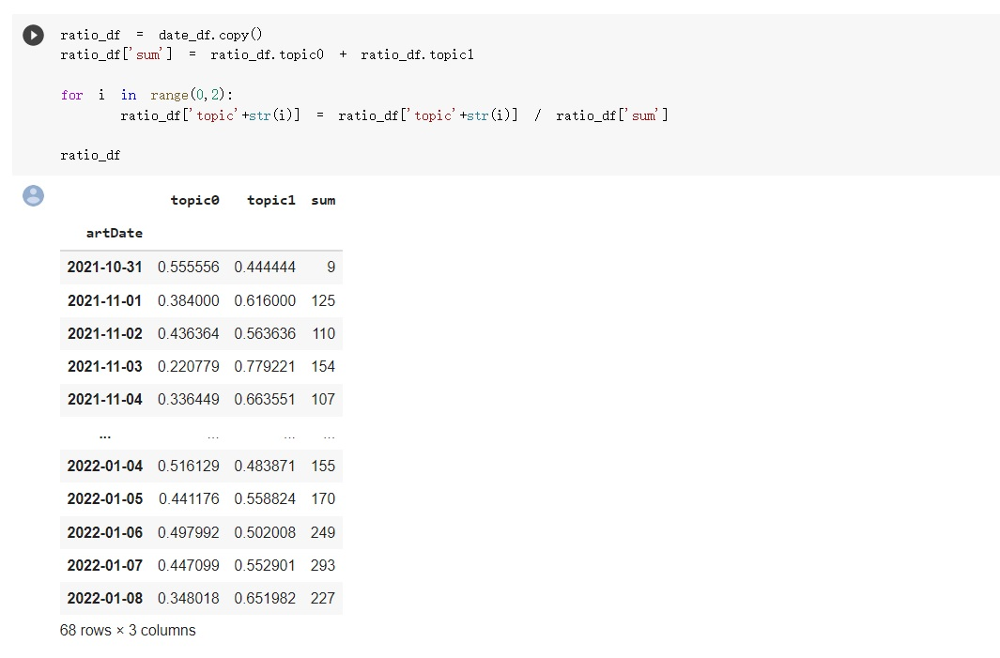 ratio_df = date_df.copy()
ratio_df['sum'] = ratio_df.topic0 + ratio_df.topic1
for i in range(0,2):
ratio_df['topic'+str(i)] = ratio_df['topic'+str(i)] / ratio_df['sum']
ratio_df
topic0 topic1 sum
artDate
2021-10-31 0.555556 0.444444 9
2021-11-01 0.384000 0.616000 125
2021-11-02 0.436364 0.563636 110
2021-11-03 0.220779 0.779221 154
2021-11-04 0.336449 0.663551 107
... ... ... ...
2022-01-04 0.516129 0.483871 155
2022-01-05 0.441176 0.558824 170
2022-01-06 0.497992 0.502008 249
2022-01-07 0.447099 0.552901 293
2022-01-08 0.348018 0.651982 227
68 rows × 3 columns